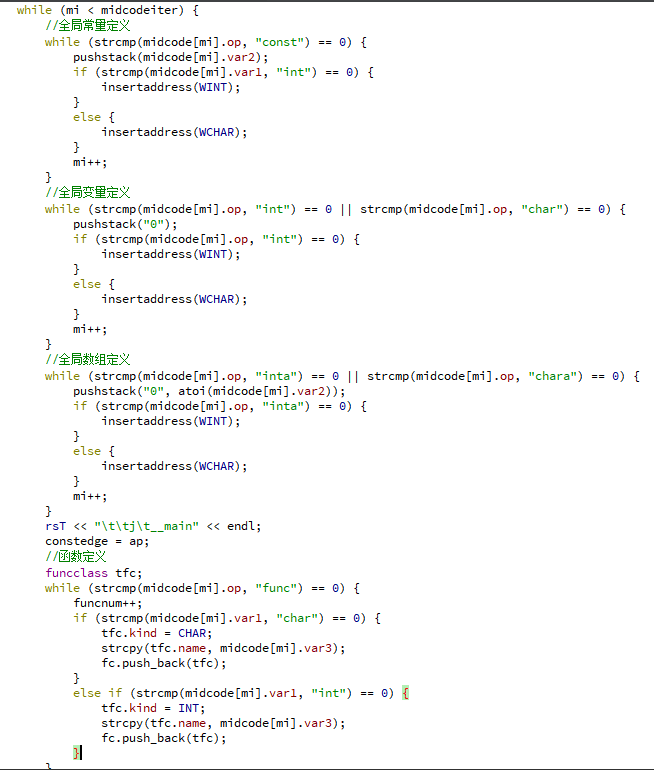 while (mi < midcodeiter) {
    //全局常量定义
    while (strcmp(midcode[mi].op, "const") == 0) {
        pushstack(midcode[mi].var2);
        if (strcmp(midcode[mi].var1, "int") == 0) {
            insertaddress(WINT);
        }
        else {
            insertaddress(WCHAR);
        }
        mi++;
    }
    //全局变量定义
    while (strcmp(midcode[mi].op, "int") == 0 || strcmp(midcode[mi].op, "char") == 0) {
        pushstack("0");
        if (strcmp(midcode[mi].op, "int") == 0) {
            insertaddress(WINT);
        }
        else {
            insertaddress(WCHAR);
        }
        mi++;
    }
    //全局数组定义
    while (strcmp(midcode[mi].op, "inta") == 0 || strcmp(midcode[mi].op, "chara") == 0) {
        pushstack("0", atoi(midcode[mi].var2));
        if (strcmp(midcode[mi].op, "inta") == 0) {
            insertaddress(WINT);
        }
        else {
            insertaddress(WCHAR);
        }
        mi++;
    }
    rsT << "\t\tj\t__main" << endl;
    constedge = ap;
    //函数定义
    funcclass tfc;
    while (strcmp(midcode[mi].op, "func") == 0) {
        funcnum++;
        if (strcmp(midcode[mi].var1, "char") == 0) {
            tfc.kind = CHAR;
            strcpy(tfc.name, midcode[mi].var3);
            fc.push_back(tfc);
        }
        else if (strcmp(midcode[mi].var1, "int") == 0) {
            tfc.kind = INT;
            strcpy(tfc.name, midcode[mi].var3);
            fc.push_back(tfc);
        }
    }